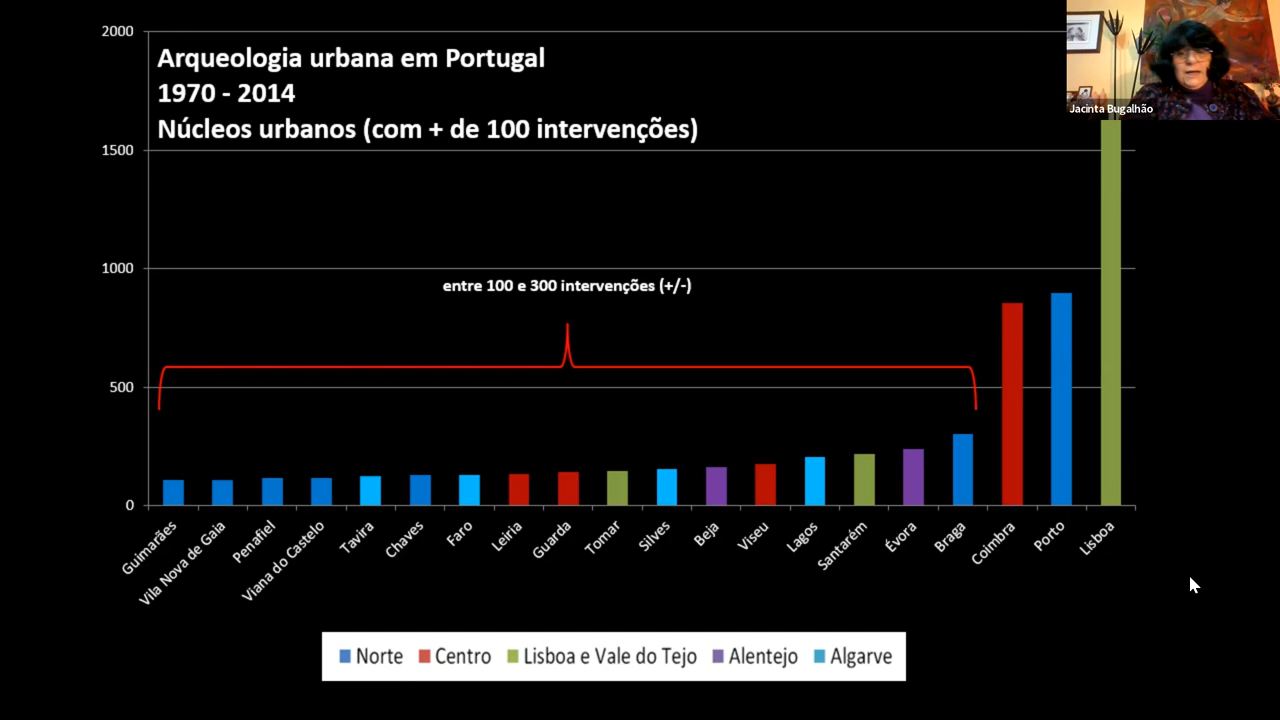 Arqueologia urbana em Portugal
1970 - 2014
Núcleos urbanos (com + de 100 intervenções)
Jacinta Bugalhão
2000
1500
1000
500
0
entre 100 e 300 intervenções (+/-)
Guimarães
Vila Nova de Gaia
Penafiel
Viana do Castelo
Tavira
Chaves
Faro
Leiria
Guarda
Tomar
Silves
Beja
Viseu
Lagos
Santarém
Évora
Braga
Coimbra
Porto
Lisboa
Norte Centro Lisboa e Vale do Tejo Alentejo Algarve